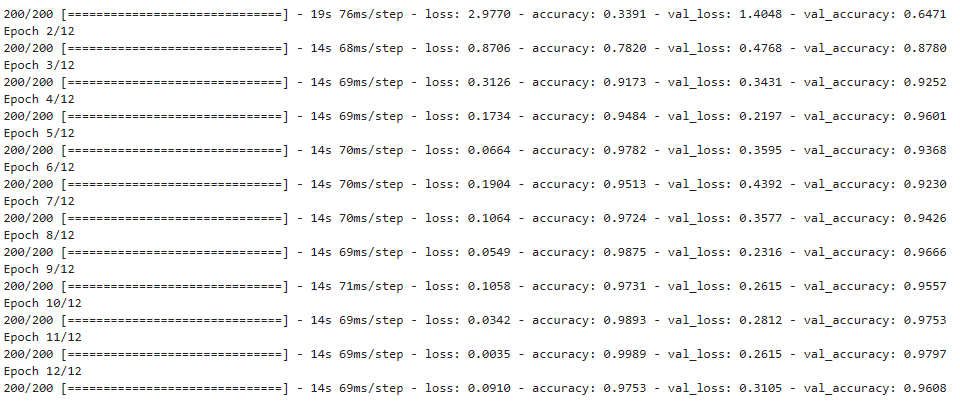 200/200 [==============================] - 19s 76ms/step - loss: 2.9770 - accuracy: 0.3391 - val_loss: 1.4048 - val_accuracy: 0.6471
Epoch 2/12
200/200 [==============================] - 14s 68ms/step - loss: 0.8706 - accuracy: 0.7820 - val_loss: 0.4768 - val_accuracy: 0.8780
Epoch 3/12
200/200 [==============================] - 14s 69ms/step - loss: 0.3126 - accuracy: 0.9173 - val_loss: 0.3431 - val_accuracy: 0.9252
Epoch 4/12
200/200 [==============================] - 14s 69ms/step - loss: 0.1734 - accuracy: 0.9484 - val_loss: 0.2197 - val_accuracy: 0.9601
Epoch 5/12
200/200 [==============================] - 14s 70ms/step - loss: 0.0664 - accuracy: 0.9782 - val_loss: 0.3595 - val_accuracy: 0.9368
Epoch 6/12
200/200 [==============================] - 14s 70ms/step - loss: 0.1904 - accuracy: 0.9513 - val_loss: 0.4392 - val_accuracy: 0.9230
Epoch 7/12
200/200 [==============================] - 14s 70ms/step - loss: 0.1064 - accuracy: 0.9724 - val_loss: 0.3577 - val_accuracy: 0.9426
Epoch 8/12
200/200 [==============================] - 14s 69ms/step - loss: 0.0549 - accuracy: 0.9875 - val_loss: 0.2316 - val_accuracy: 0.9666
Epoch 9/12
200/200 [==============================] - 14s 71ms/step - loss: 0.1058 - accuracy: 0.9731 - val_loss: 0.2615 - val_accuracy: 0.9557
Epoch 10/12
200/200 [==============================] - 14s 69ms/step - loss: 0.0342 - accuracy: 0.9893 - val_loss: 0.2812 - val_accuracy: 0.9753
Epoch 11/12
200/200 [==============================] - 14s 69ms/step - loss: 0.0035 - accuracy: 0.9989 - val_loss: 0.2615 - val_accuracy: 0.9797
Epoch 12/12
200/200 [==============================] - 14s 69ms/step - loss: 0.0910 - accuracy: 0.9753 - val_loss: 0.3105 - val_accuracy: 0.9608